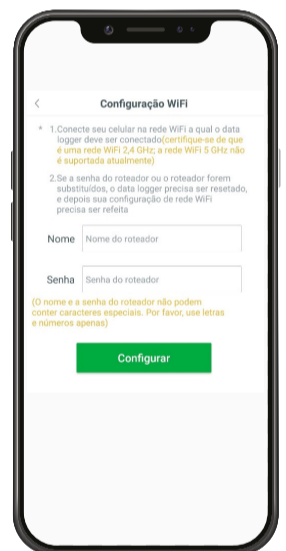 Configuração WiFi
* 1.Conecte seu celular na rede WiFi a qual o data
logger deve ser conectado(certifique-se de que
é uma rede WiFi 2,4 GHz; a rede WiFi 5 GHz não
é suportada atualmente)
2.Se a senha do roteador ou o roteador forem
substituídos, o data logger precisa ser resetado,
e depois sua configuração de rede WiFi
precisa ser refeita
Nome Nome do roteador
Senha Senha do roteador
(O nome e a senha do roteador não podem
conter caracteres especiais. Por favor, use letras
e números apenas)
Configurar